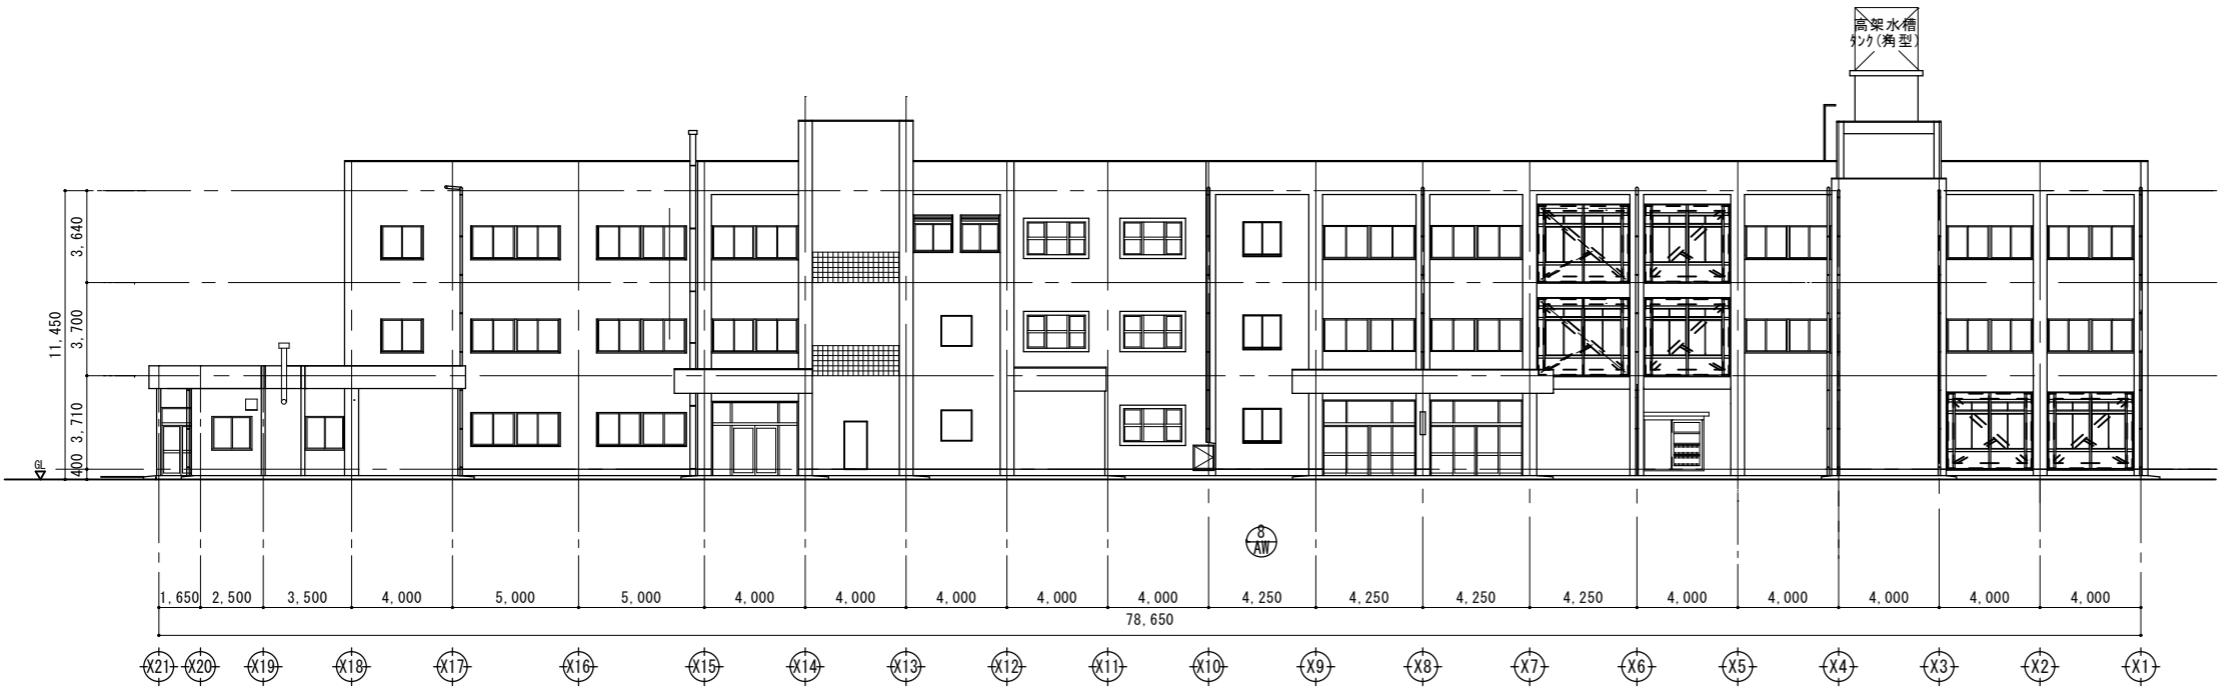 高架水槽
ﾀﾝｸ(角型)
3,640
3,700
11,450
3,710
400
GL
8
AW
1,650 2,500 3,500 4,000 5,000 5,000 4,000 4,000 4,000 4,000 4,000 4,250 4,250 4,250 4,250 4,000 4,000 4,000 4,000 4,000
78,650
X21 X20 X19 X18 X17 X16 X15 X14 X13 X12 X11 X10 X9 X8 X7 X6 X5 X4 X3 X2 X1